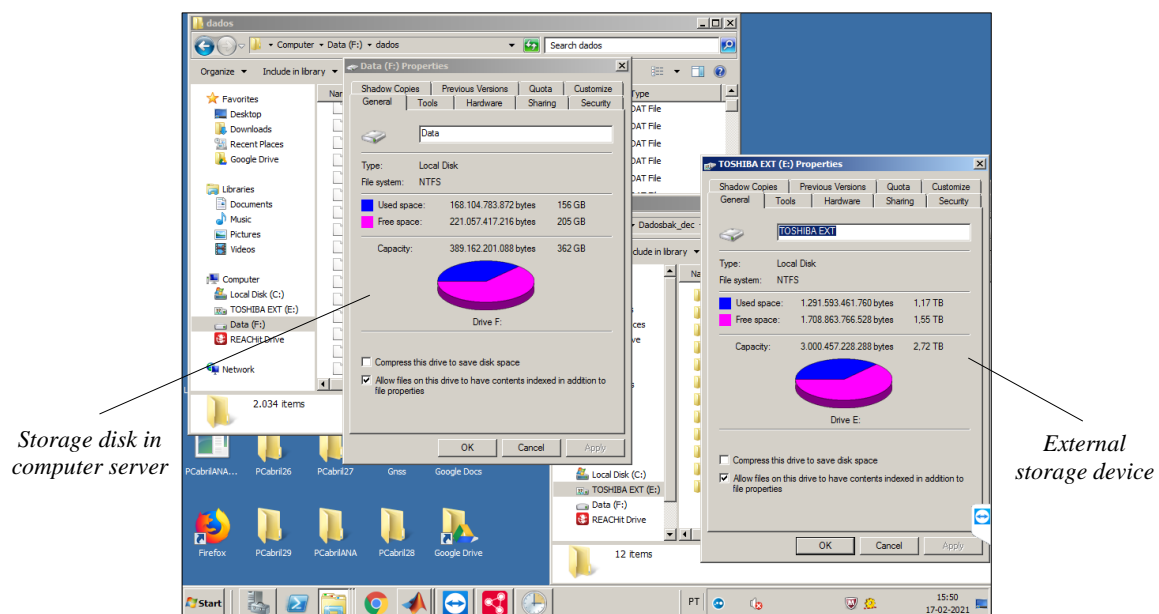 dados
Computer ▸ Data (F:) ▸ dados
Search dados
Organize
Include in library
Favorites
Desktop
Downloads
Recent Places
Google Drive
Libraries
Documents
Music
Pictures
Videos
Computer
Local Disk (C:)
TOSHIBA EXT (E:)
Data (F:)
REACHit Drive
Network
2.034 items
Type
DAT File
DAT File
DAT File
DAT File
DAT File
Data (F:) Properties
Shadow Copies
Previous Versions
Quota
Customize
General
Tools
Hardware
Sharing
Security
Data
Type: Local Disk
File system: NTFS
Used space: 168.104.783.872 bytes 156 GB
Free space: 221.057.417.216 bytes 205 GB
Capacity: 389.162.201.088 bytes 362 GB
Drive F:
Compress this drive to save disk space
Allow files on this drive to have contents indexed in addition to
file properties
OK
Cancel
Apply
Dadosbak_dec
Local Disk (C:)
TOSHIBA EXT (E:)
Data (F:)
REACHit Drive
12 items
TOSHIBA EXT (E:) Properties
Shadow Copies
Previous Versions
Quota
Customize
General
Tools
Hardware
Sharing
Security
TOSHIBA EXT
Type: Local Disk
File system: NTFS
Used space: 1.291.593.461.760 bytes 1,17 TB
Free space: 1.708.863.766.528 bytes 1,55 TB
Capacity: 3.000.457.228.288 bytes 2,72 TB
Drive E:
Compress this drive to save disk space
Allow files on this drive to have contents indexed in addition to
file properties
OK
Cancel
Apply
Storage disk in
computer server
External
storage device
PCabrilANA...
PCabril26
PCabril27
Gnss
Google Docs
Firefox
PCabril29
PCabrilANA
PCabril28
Google Drive
Start
PT
15:50
17-02-2021